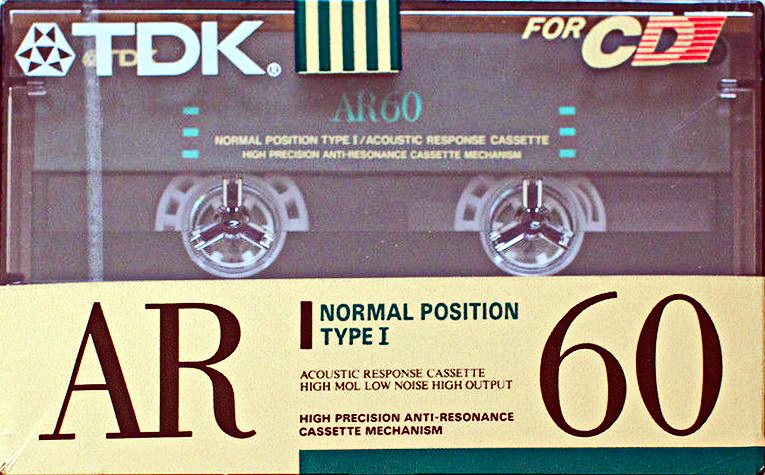 TDK®
FOR CD
TD
AR60
NORMAL POSITION TYPE I/ACOUSTIC RESPONSE CASSETTE
HIGH PRECISION ANTI-RESONANCE CASSETTE MECHANISM
AR
NORMAL POSITION
TYPE I
ACOUSTIC RESPONSE CASSETTE
HIGH MOL LOW NOISE HIGH OUTPUT
HIGH PRECISION ANTI-RESONANCE
CASSETTE MECHANISM
60